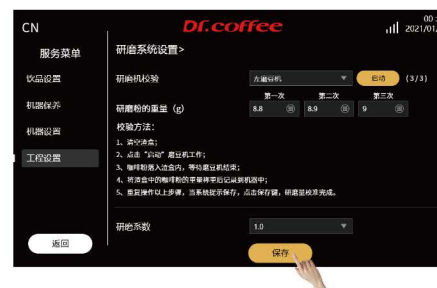 CN
Dr.coffee
00:
2021/01/
服务菜单
研磨系统设置>
饮品设置
机器保养
机器设置
工程设置
返回
研磨机校验
左磨豆机
启动
(3/3)
第一次 第二次 第三次
研磨粉的重量 (g)
8.8 8.9 9
校验方法:
1、清空渣盒;
2、点击“启动”磨豆机工作;
3、咖啡粉落入渣盒内，等待磨豆机结束;
4、将渣盒中的咖啡粉的重量称重后记录到机器中;
5、重复操作以上步骤，当系统提示保存，点击保存键，研磨量校准完成。
研磨系数
1.0
保存